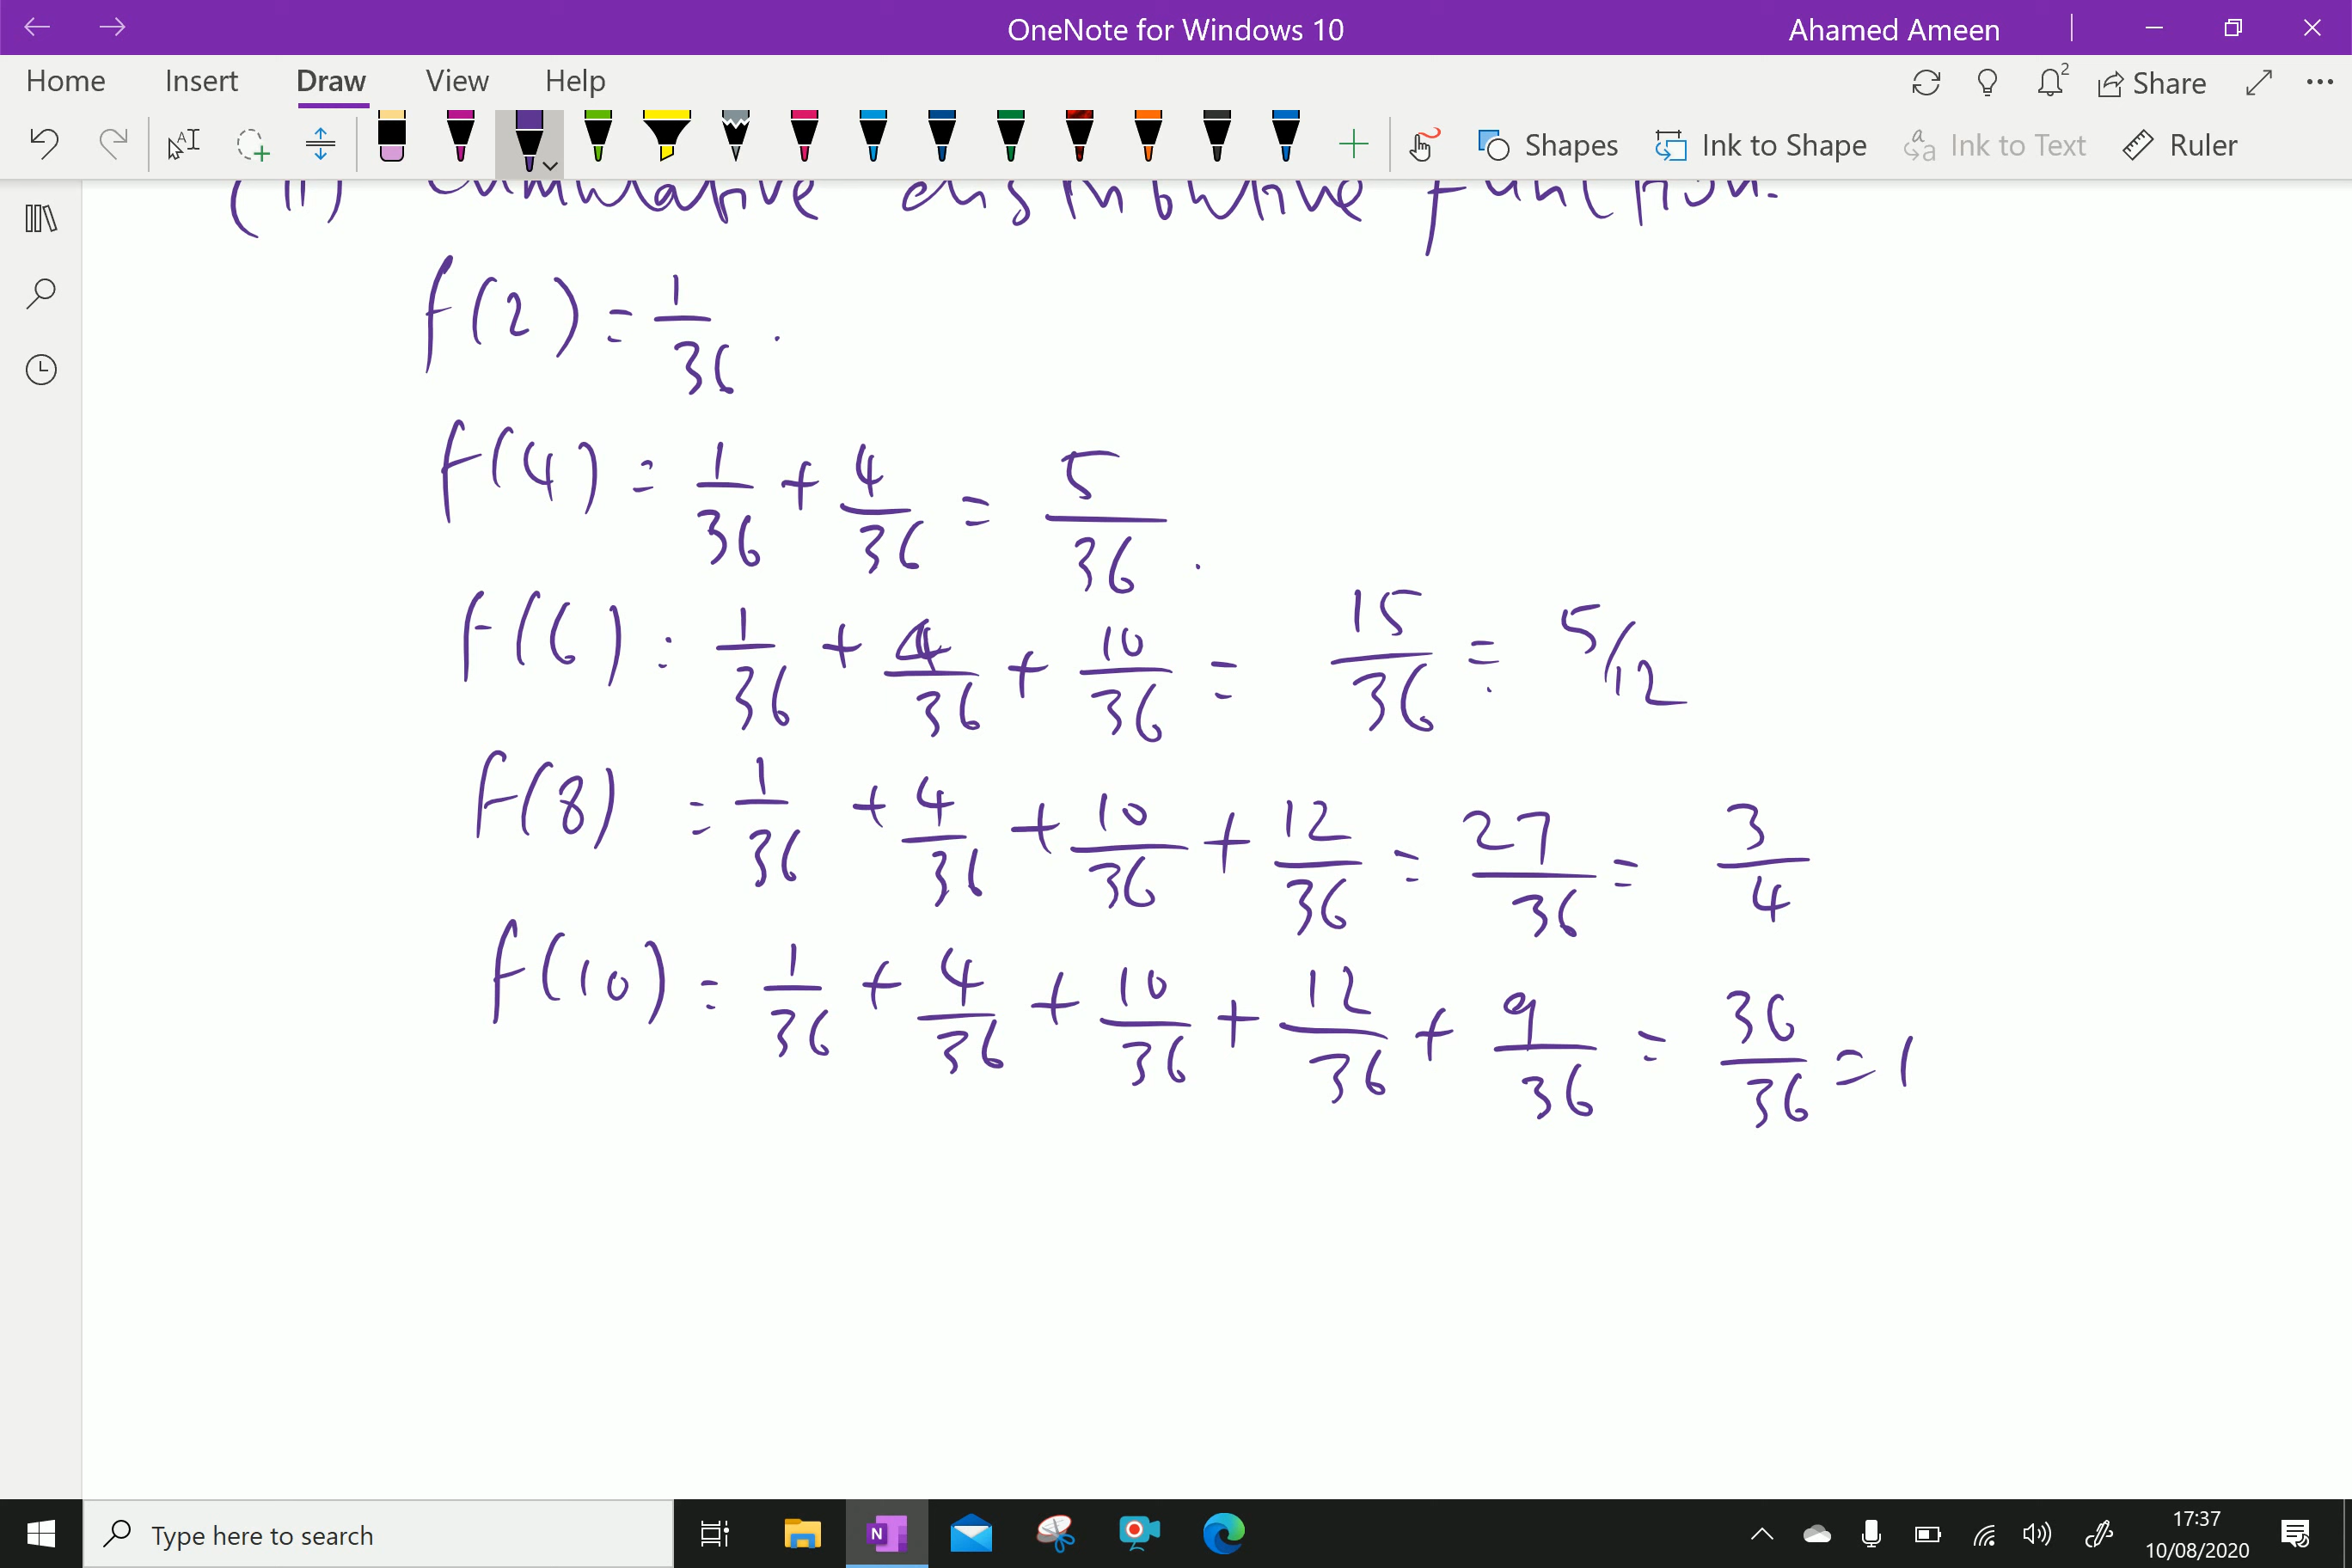 OneNote for Windows 10 Ahamed Ameen
Home Insert Draw View Help 2 Share
Shapes Ink to Shape Ink to Text Ruler
(ii) Cummulative distributive function.
f(2) = 1/36 .
f(4) = 1/36 + 4/36 = 5/36 .
f(6) : 1/36 + 4/36 + 10/36 = 15/36 = 5/12
f(8) = 1/36 + 4/36 + 10/36 + 12/36 = 27/36 = 3/4
f(10) = 1/36 + 4/36 + 10/36 + 12/36 + 9/36 = 36/36 = 1
Type here to search 17:37
10/08/2020